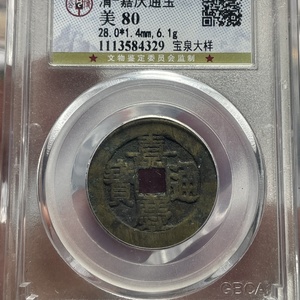 清 嘉庆通宝
美 80
28.0*1.4mm,6.1g
1113584329 宝泉大样
★ 文物鉴定委员会监制 ★
嘉慶通寶
GBCA